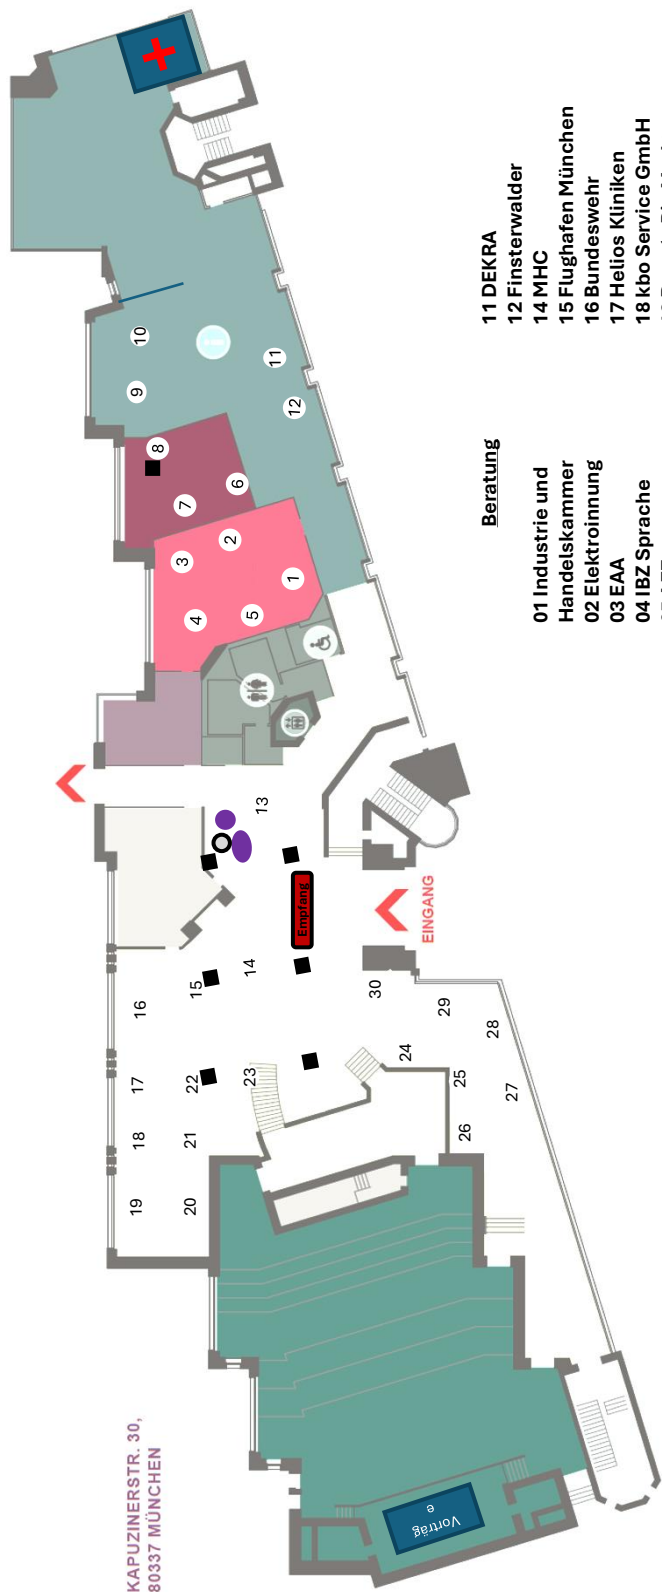 KAPUZINERSTR. 30,
80337 MÜNCHEN
Vorträg
e
19
18
17
16
20
21
22
15
23
14
13
Empfang
30
24
29
25
28
26
27
EINGANG
4
3
5
2
1
7
8
6
9
10
12
11
Beratung
01 Industrie und
Handelskammer
02 Elektroinnung
03 EAA
04 IBZ Sprache
11 DEKRA
12 Finsterwalder
14 MHC
15 Flughafen München
16 Bundeswehr
17 Helios Kliniken
18 kbo Service GmbH